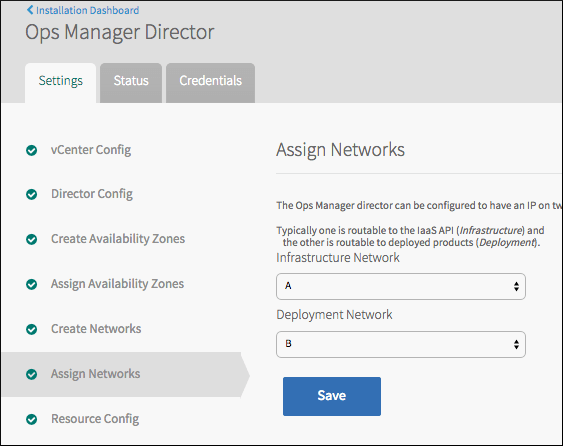 Installation Dashboard
Ops Manager Director
Settings
Status
Credentials
vCenter Config
Director Config
Create Availability Zones
Assign Availability Zones
Create Networks
Assign Networks
Resource Config
Assign Networks
The Ops Manager director can be configured to have an IP on tw
Typically one is routable to the IaaS API (Infrastructure) and
the other is routable to deployed products (Deployment).
Infrastructure Network
A
Deployment Network
B
Save